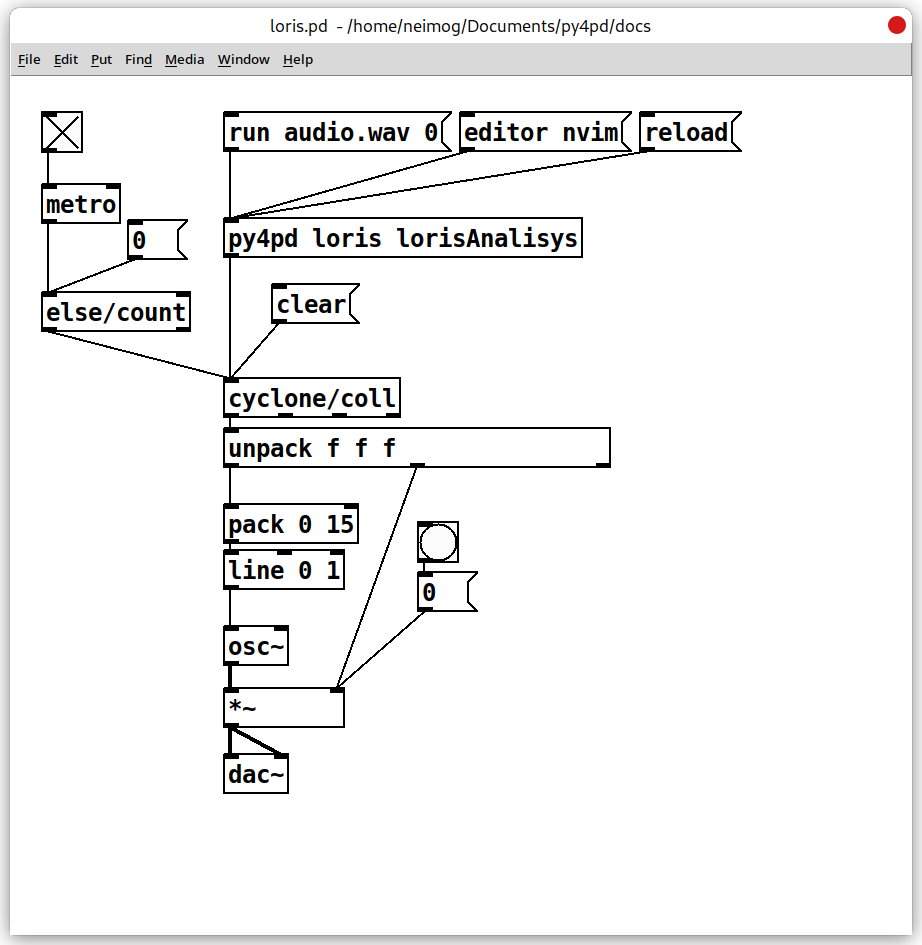 loris.pd - /home/neimog/Documents/py4pd/docs
File Edit Put Find Media Window Help
run audio.wav 0 editor nvim reload
metro
0
py4pd loris lorisAnalisys
else/count
clear
cyclone/coll
unpack f f f
pack 0 15
line 0 1
0
osc~
*~
dac~